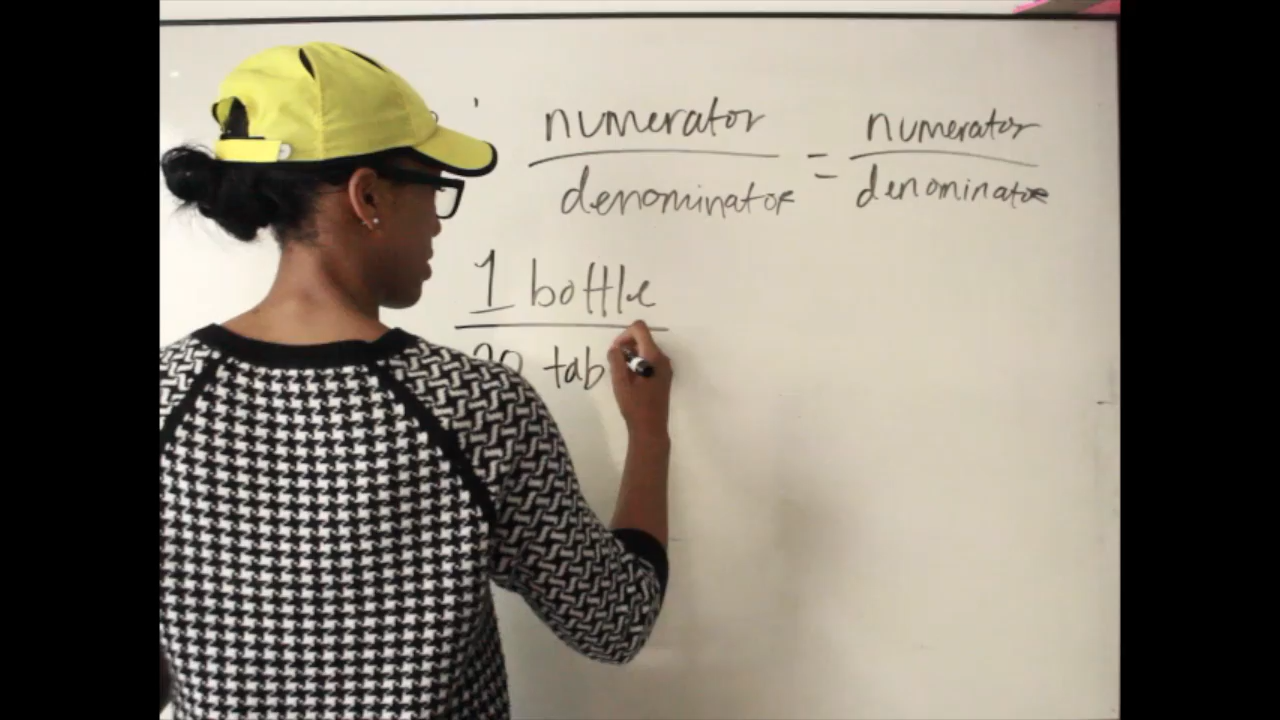 numerator = numerator
denominator denominator
1 bottle
tab